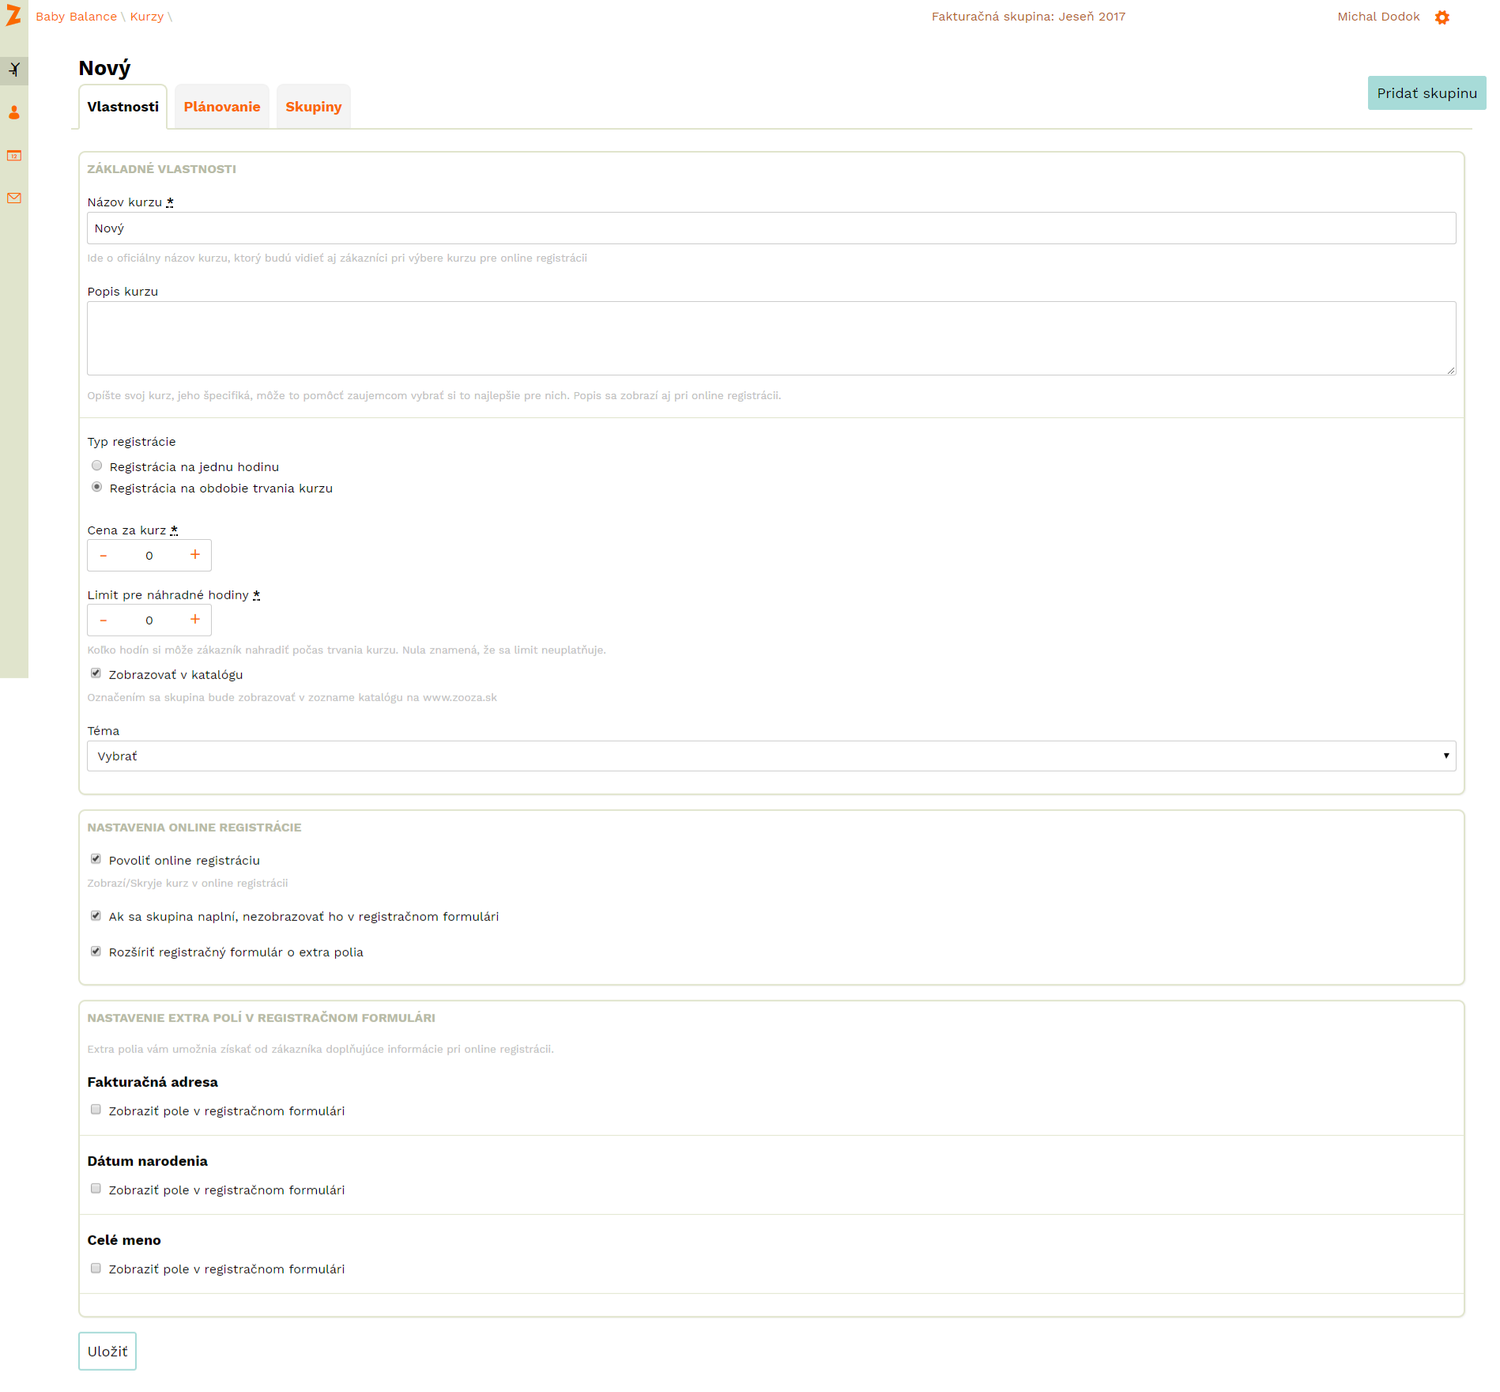 Baby Balance \ Kurzy \
Fakturačná skupina: Jeseň 2017
Michal Dodok
Nový
Vlastnosti
Plánovanie
Skupiny
Pridať skupinu
ZÁKLADNÉ VLASTNOSTI
Názov kurzu *
Nový
Ide o oficiálny názov kurzu, ktorý budú vidieť aj zákazníci pri výbere kurzu pre online registrácii
Popis kurzu
Opíšte svoj kurz, jeho špecifiká, môže to pomôcť zaujemcom vybrať si to najlepšie pre nich. Popis sa zobrazí aj pri online registrácií.
Typ registrácie
Registrácia na jednu hodinu
Registrácia na obdobie trvania kurzu
Cena za kurz *
- 0 +
Limit pre náhradné hodiny *
- 0 +
Koľko hodín si môže zákazník nahradiť počas trvania kurzu. Nula znamená, že sa limit neuplatňuje.
Zobrazovať v katalógu
Označením sa skupina bude zobrazovať v zozname katalógu na www.zooza.sk
Téma
Vybrať
NASTAVENIA ONLINE REGISTRÁCIE
Povoliť online registráciu
Zobrazí/Skryje kurz v online registrácii
Ak sa skupina naplní, nezobrazovať ho v registračnom formulári
Rozšíriť registračný formulár o extra polia
NASTAVENIE EXTRA POLÍ V REGISTRAČNOM FORMULÁRI
Extra polia vám umožnia získať od zákazníka doplňujúce informácie pri online registrácií.
Fakturačná adresa
Zobraziť pole v registračnom formulári
Dátum narodenia
Zobraziť pole v registračnom formulári
Celé meno
Zobraziť pole v registračnom formulári
Uložiť